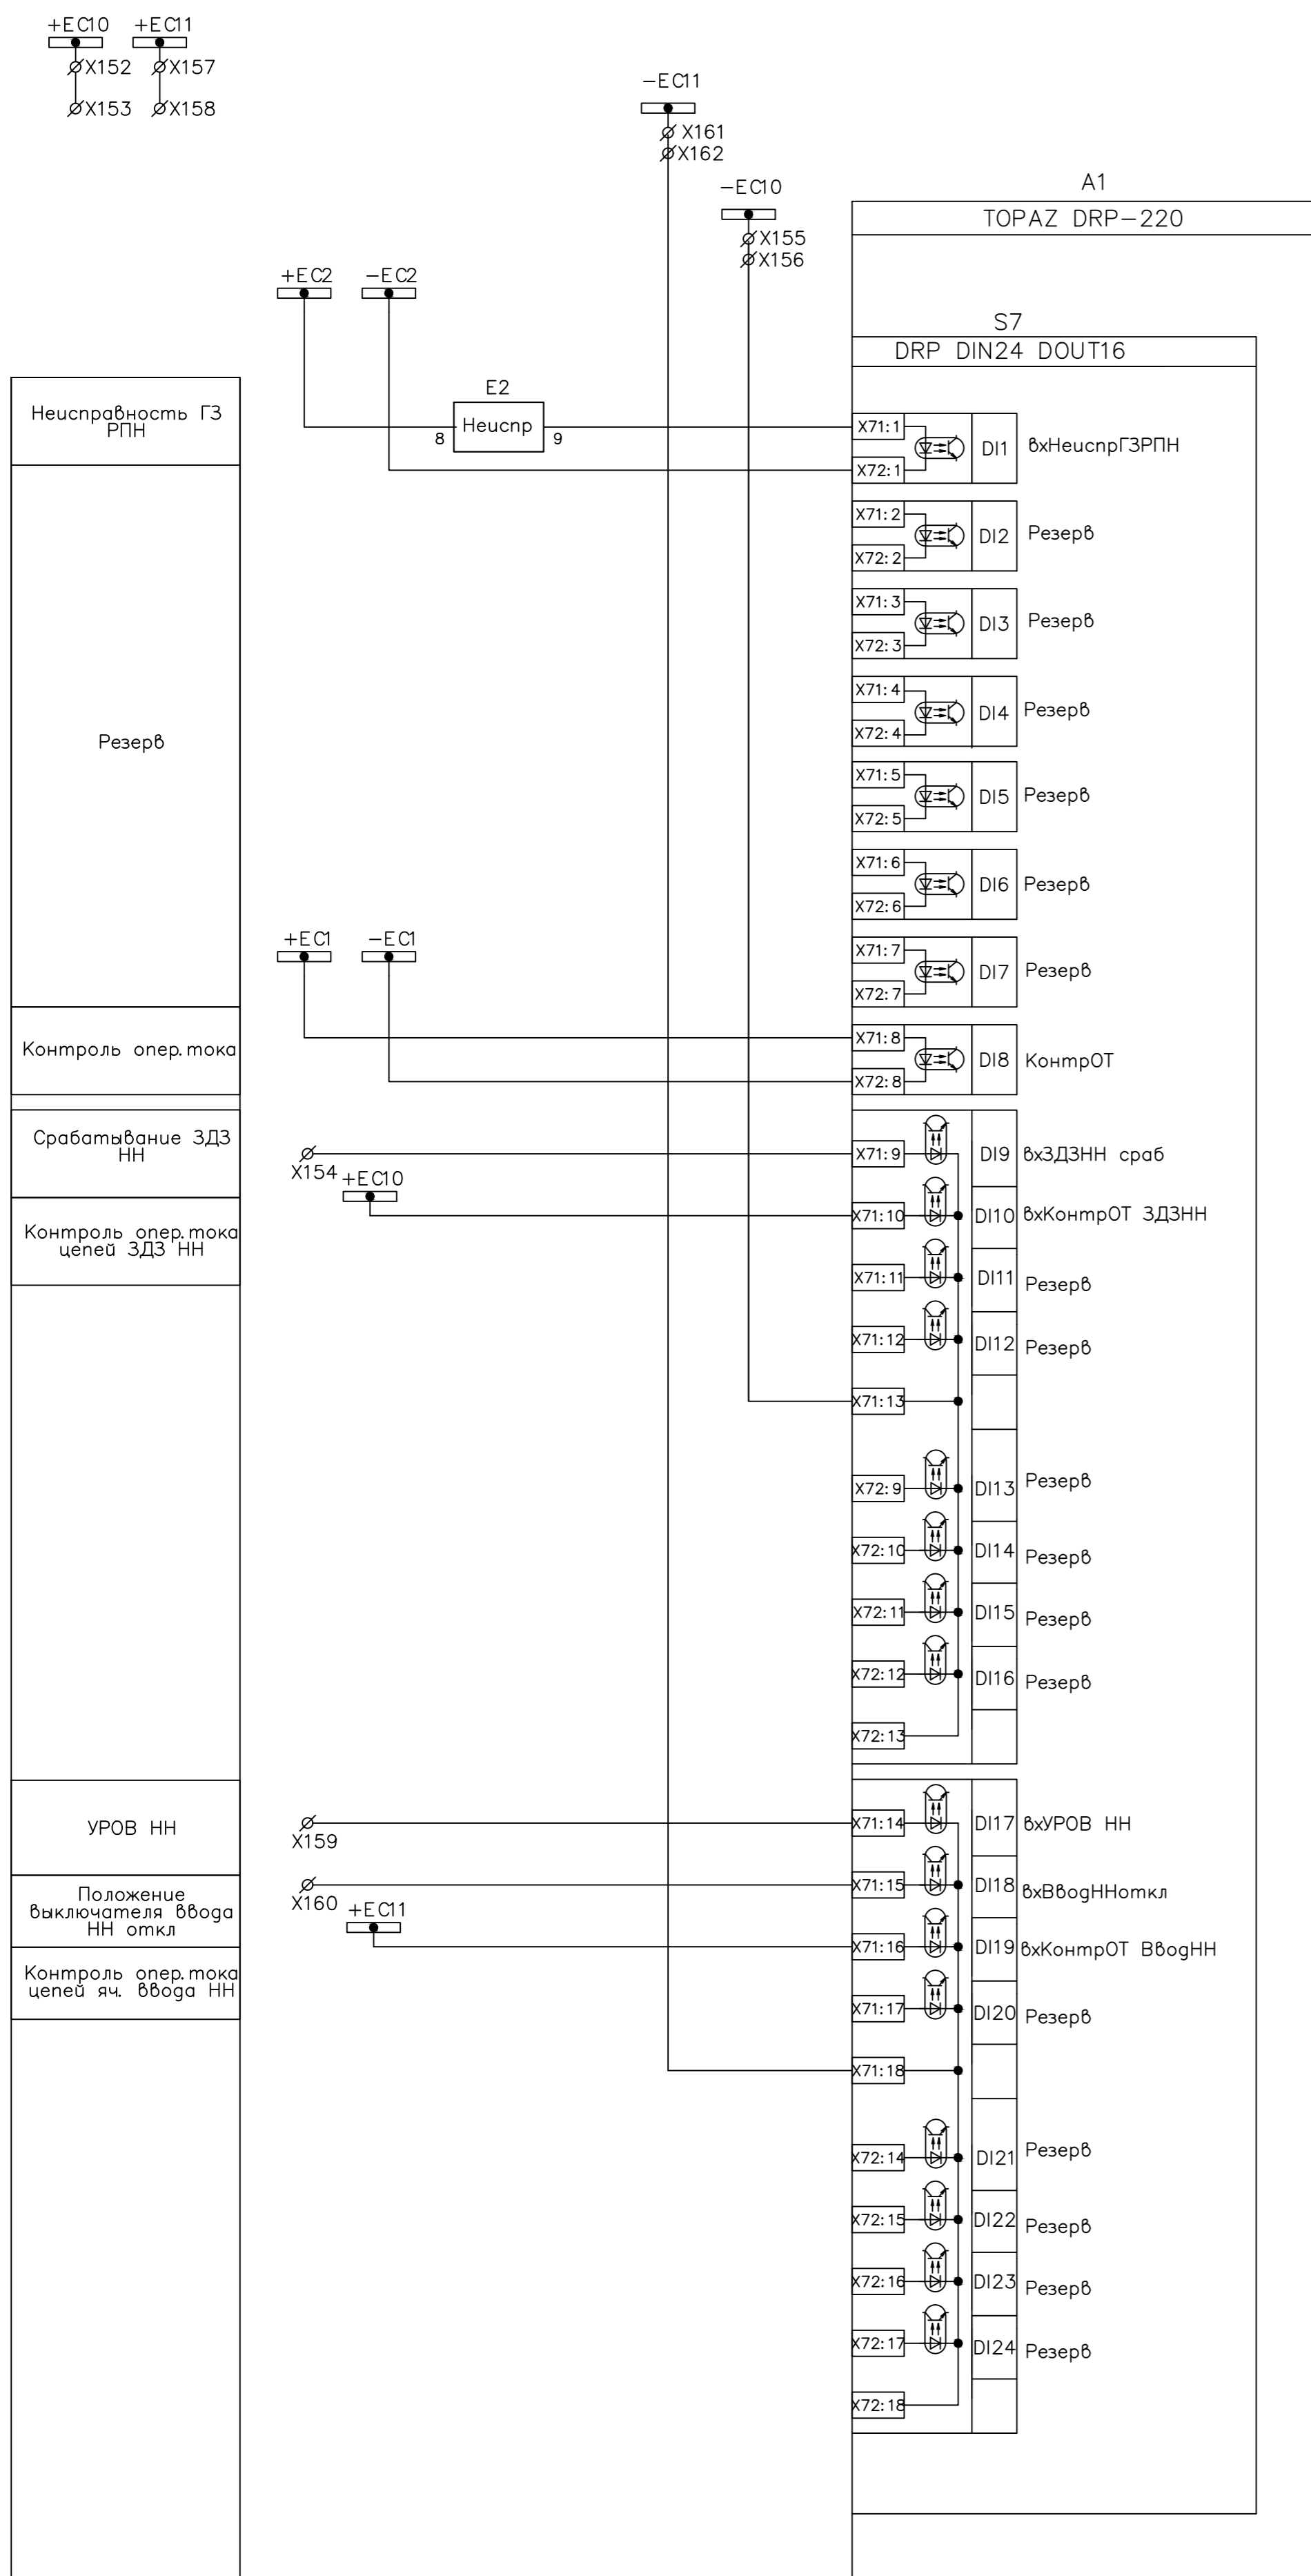 +EC10
+EC11
X152
X157
X153
X158
-EC11
X161
X162
-EC10
X155
X156
A1
TOPAZ DRP-220
+EC2
-EC2
S7
DRP DIN24 DOUT16
Неисправность ГЗ
РПН
E2
8
Неиспр
9
X71:1
X72:1
DI1
вхНеиспрГЗРПН
X71:2
X72:2
DI2
Резерв
X71:3
X72:3
DI3
Резерв
Резерв
X71:4
X72:4
DI4
Резерв
X71:5
X72:5
DI5
Резерв
X71:6
X72:6
DI6
Резерв
+EC1
-EC1
X71:7
X72:7
DI7
Резерв
Контроль опер.тока
X71:8
X72:8
DI8
КонтрОТ
Срабатывание ЗДЗ
НН
X154
X71:9
DI9
вхЗДЗНН сраб
Контроль опер.тока
цепей ЗДЗ НН
+EC10
X71:10
DI10
вхКонтрОТ ЗДЗНН
X71:11
DI11
Резерв
X71:12
DI12
Резерв
X71:13
X72:9
DI13
Резерв
X72:10
DI14
Резерв
X72:11
DI15
Резерв
X72:12
DI16
Резерв
X72:13
УРОВ НН
X159
X71:14
DI17
вхУРОВ НН
Положение
выключателя ввода
НН откл
X160
X71:15
DI18
вхВводННоткл
Контроль опер.тока
цепей яч. ввода НН
+EC11
X71:16
DI19
вхКонтрОТ ВводНН
X71:17
DI20
Резерв
X71:18
X72:14
DI21
Резерв
X72:15
DI22
Резерв
X72:16
DI23
Резерв
X72:17
DI24
Резерв
X72:18